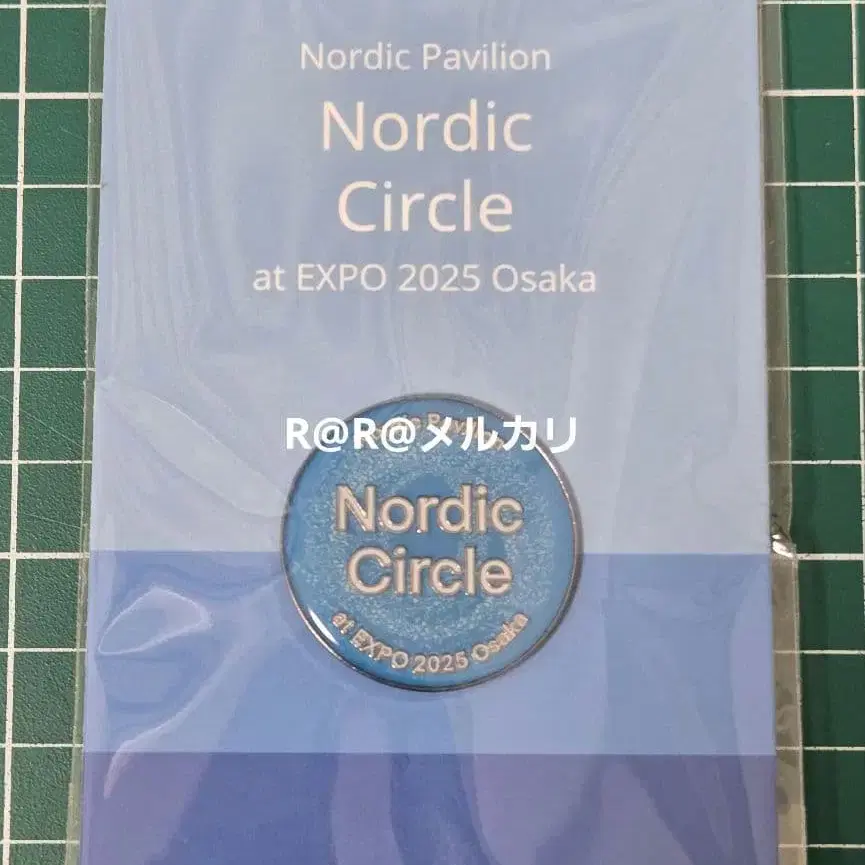 Nordic Pavilion
Nordic
Circle
at EXPO 2025 Osaka
R@R@メルカリ
Nordic
Circle
at EXPO 2025 Osaka